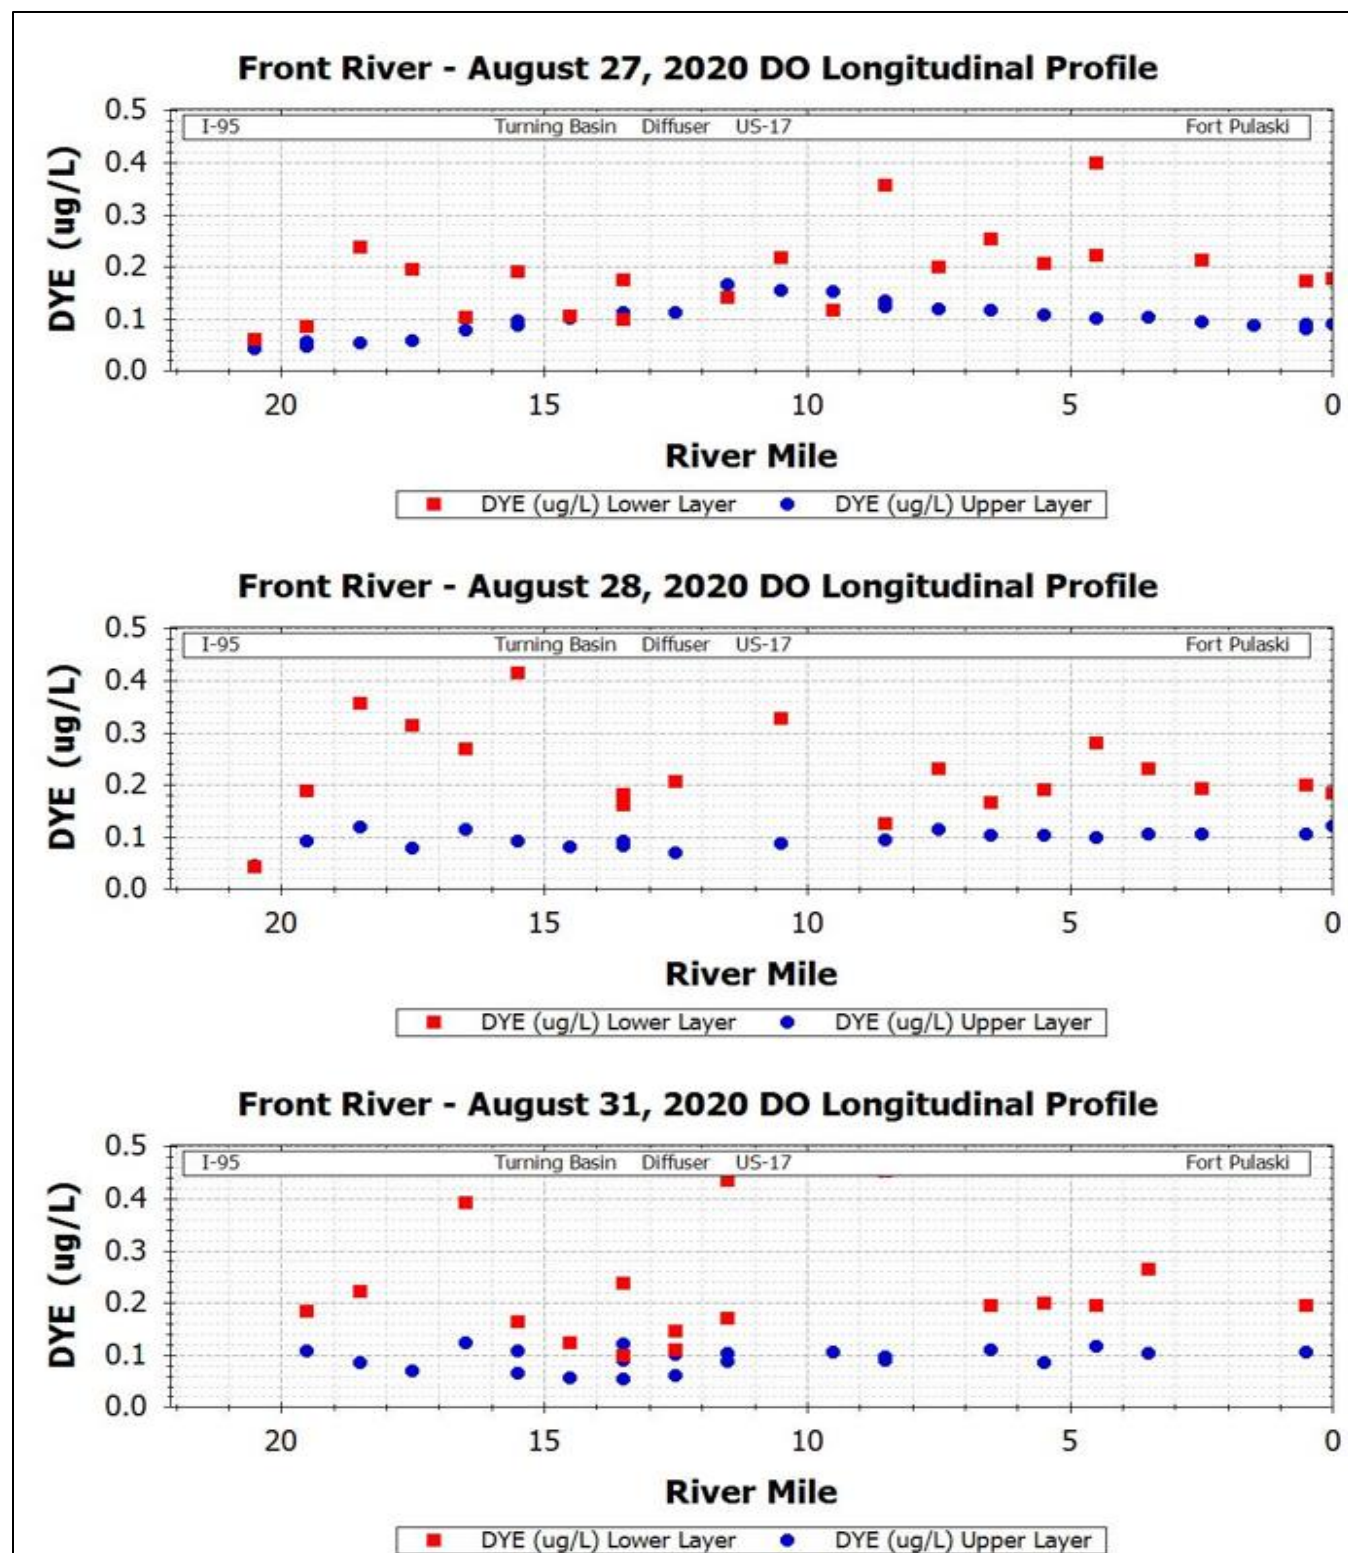 Front River - August 27, 2020 DO Longitudinal Profile
0.5
I-95 Turning Basin Diffuser US-17 Fort Pulaski
0.4
0.3
0.2
0.1
0.0
DYE (ug/L)
20 15 10 5 0
River Mile
DYE (ug/L) Lower Layer DYE (ug/L) Upper Layer
Front River - August 28, 2020 DO Longitudinal Profile
0.5
I-95 Turning Basin Diffuser US-17 Fort Pulaski
0.4
0.3
0.2
0.1
0.0
DYE (ug/L)
20 15 10 5 0
River Mile
DYE (ug/L) Lower Layer DYE (ug/L) Upper Layer
Front River - August 31, 2020 DO Longitudinal Profile
0.5
I-95 Turning Basin Diffuser US-17 Fort Pulaski
0.4
0.3
0.2
0.1
0.0
DYE (ug/L)
20 15 10 5 0
River Mile
DYE (ug/L) Lower Layer DYE (ug/L) Upper Layer